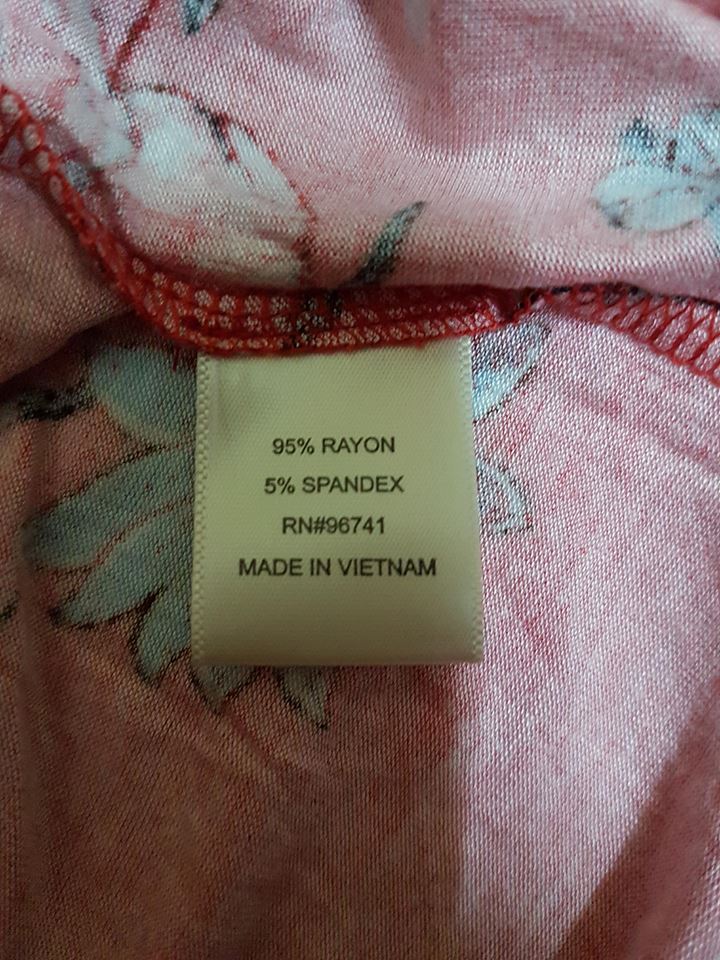 95% RAYON
5% SPANDEX
RN#96741
MADE IN VIETNAM